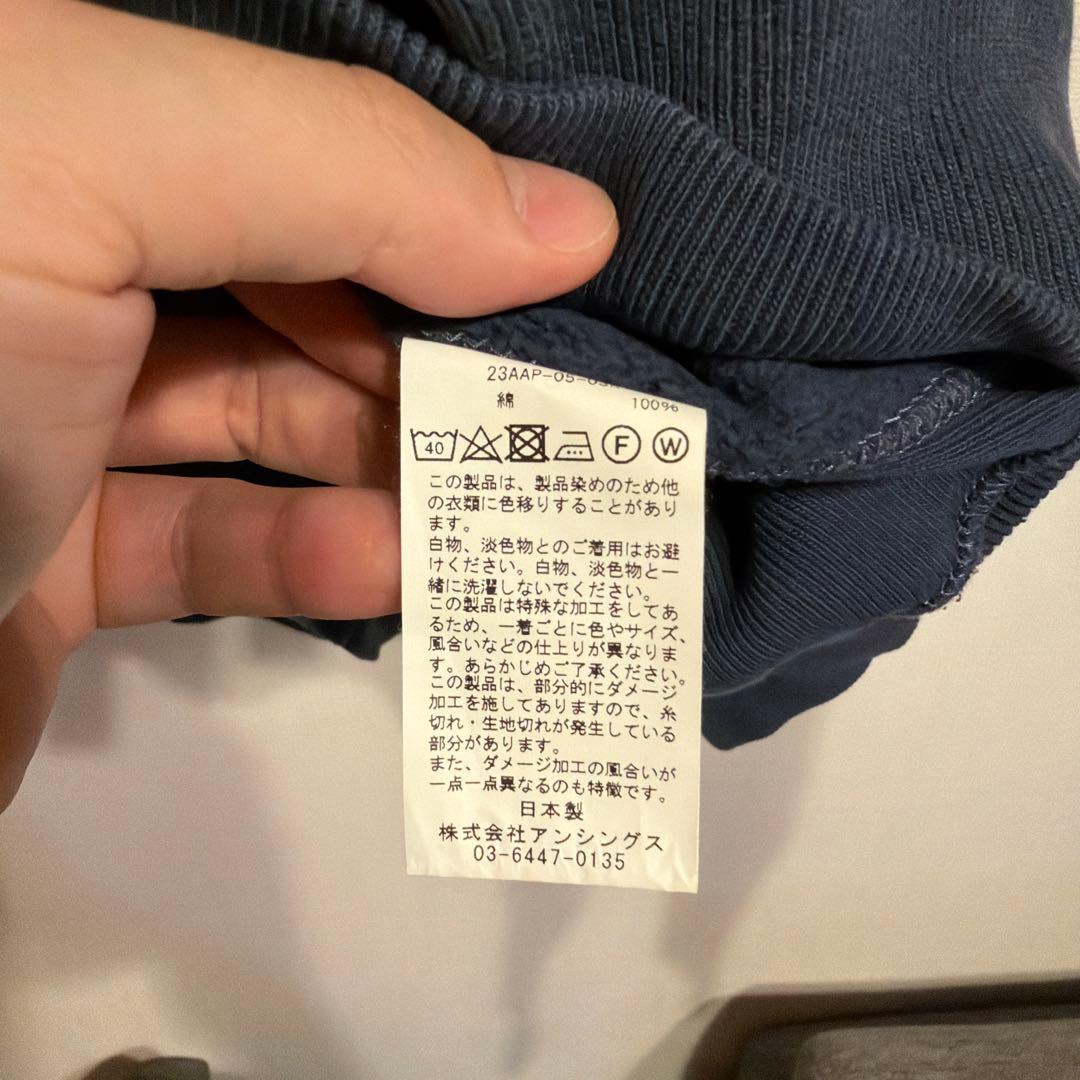 23AAP-05-03
綿 100%
40 F W
この製品は、製品染めのため他
の衣類に色移りすることがあり
ます。
白物、淡色物とのご着用はお避
けください。白物、淡色物と一
緒に洗濯しないでください。
この製品は特殊な加工をしてあ
るため、一着ごとに色やサイズ、
風合いなどの仕上りが異なりま
す。あらかじめご了承ください。
この製品は、部分的にダメージ
加工を施してありますので、糸
切れ・生地切れが発生している
部分があります。
また、ダメージ加工の風合いが
一点一点異なるのも特徴です。
日本製
株式会社アンシングス
03-6447-0135